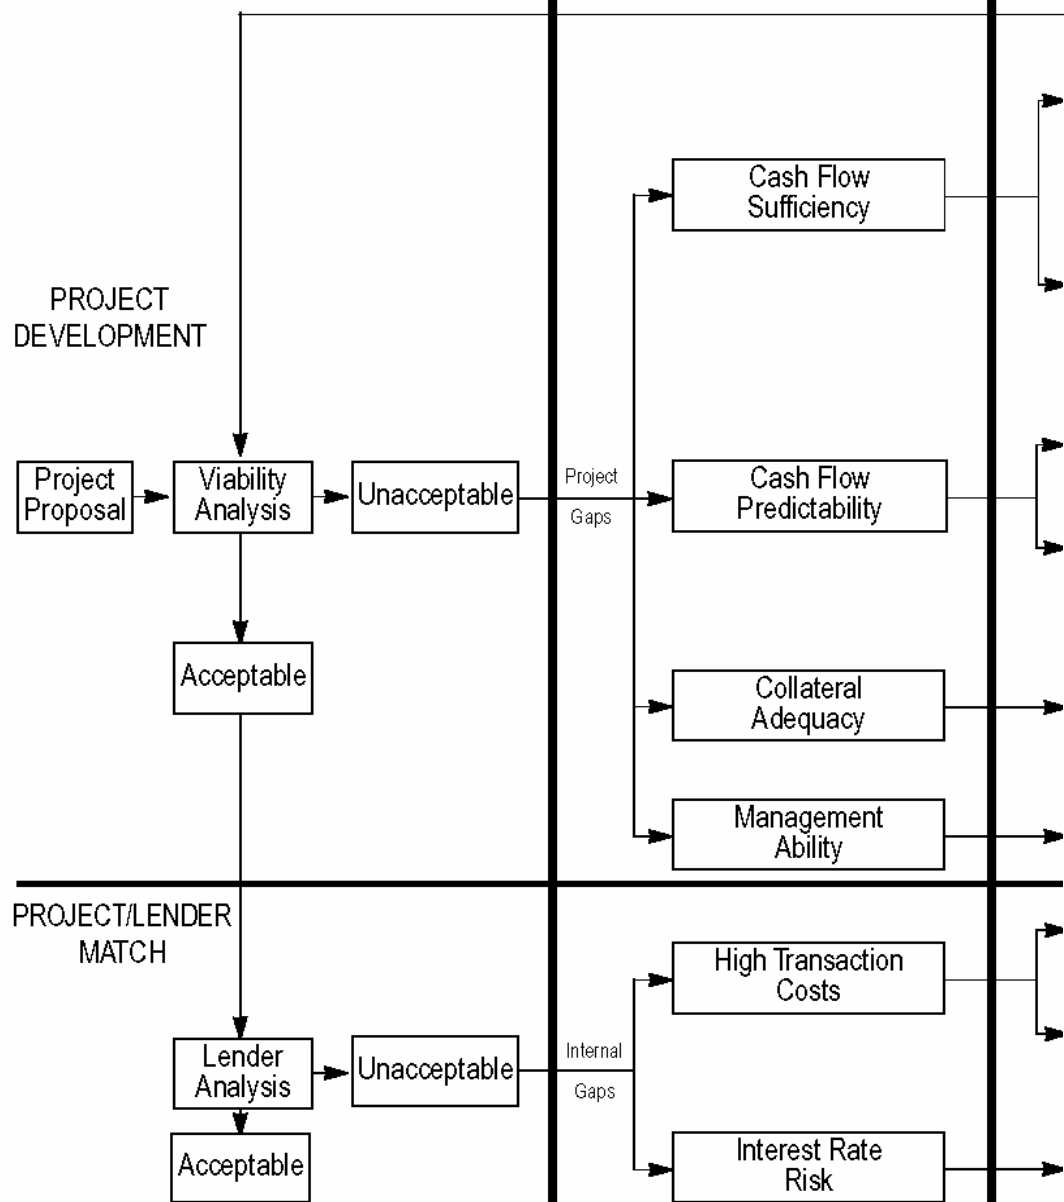 Cash Flow
Sufficiency
PROJECT
DEVELOPMENT
Project
Proposal
Viability
Analysis
Unacceptable
Project
Gaps
Cash Flow
Predictability
Acceptable
Collateral
Adequacy
Management
Ability
PROJECT/LENDER
MATCH
High Transaction
Costs
Lender
Analysis
Unacceptable
Internal
Gaps
Acceptable
Interest Rate
Risk